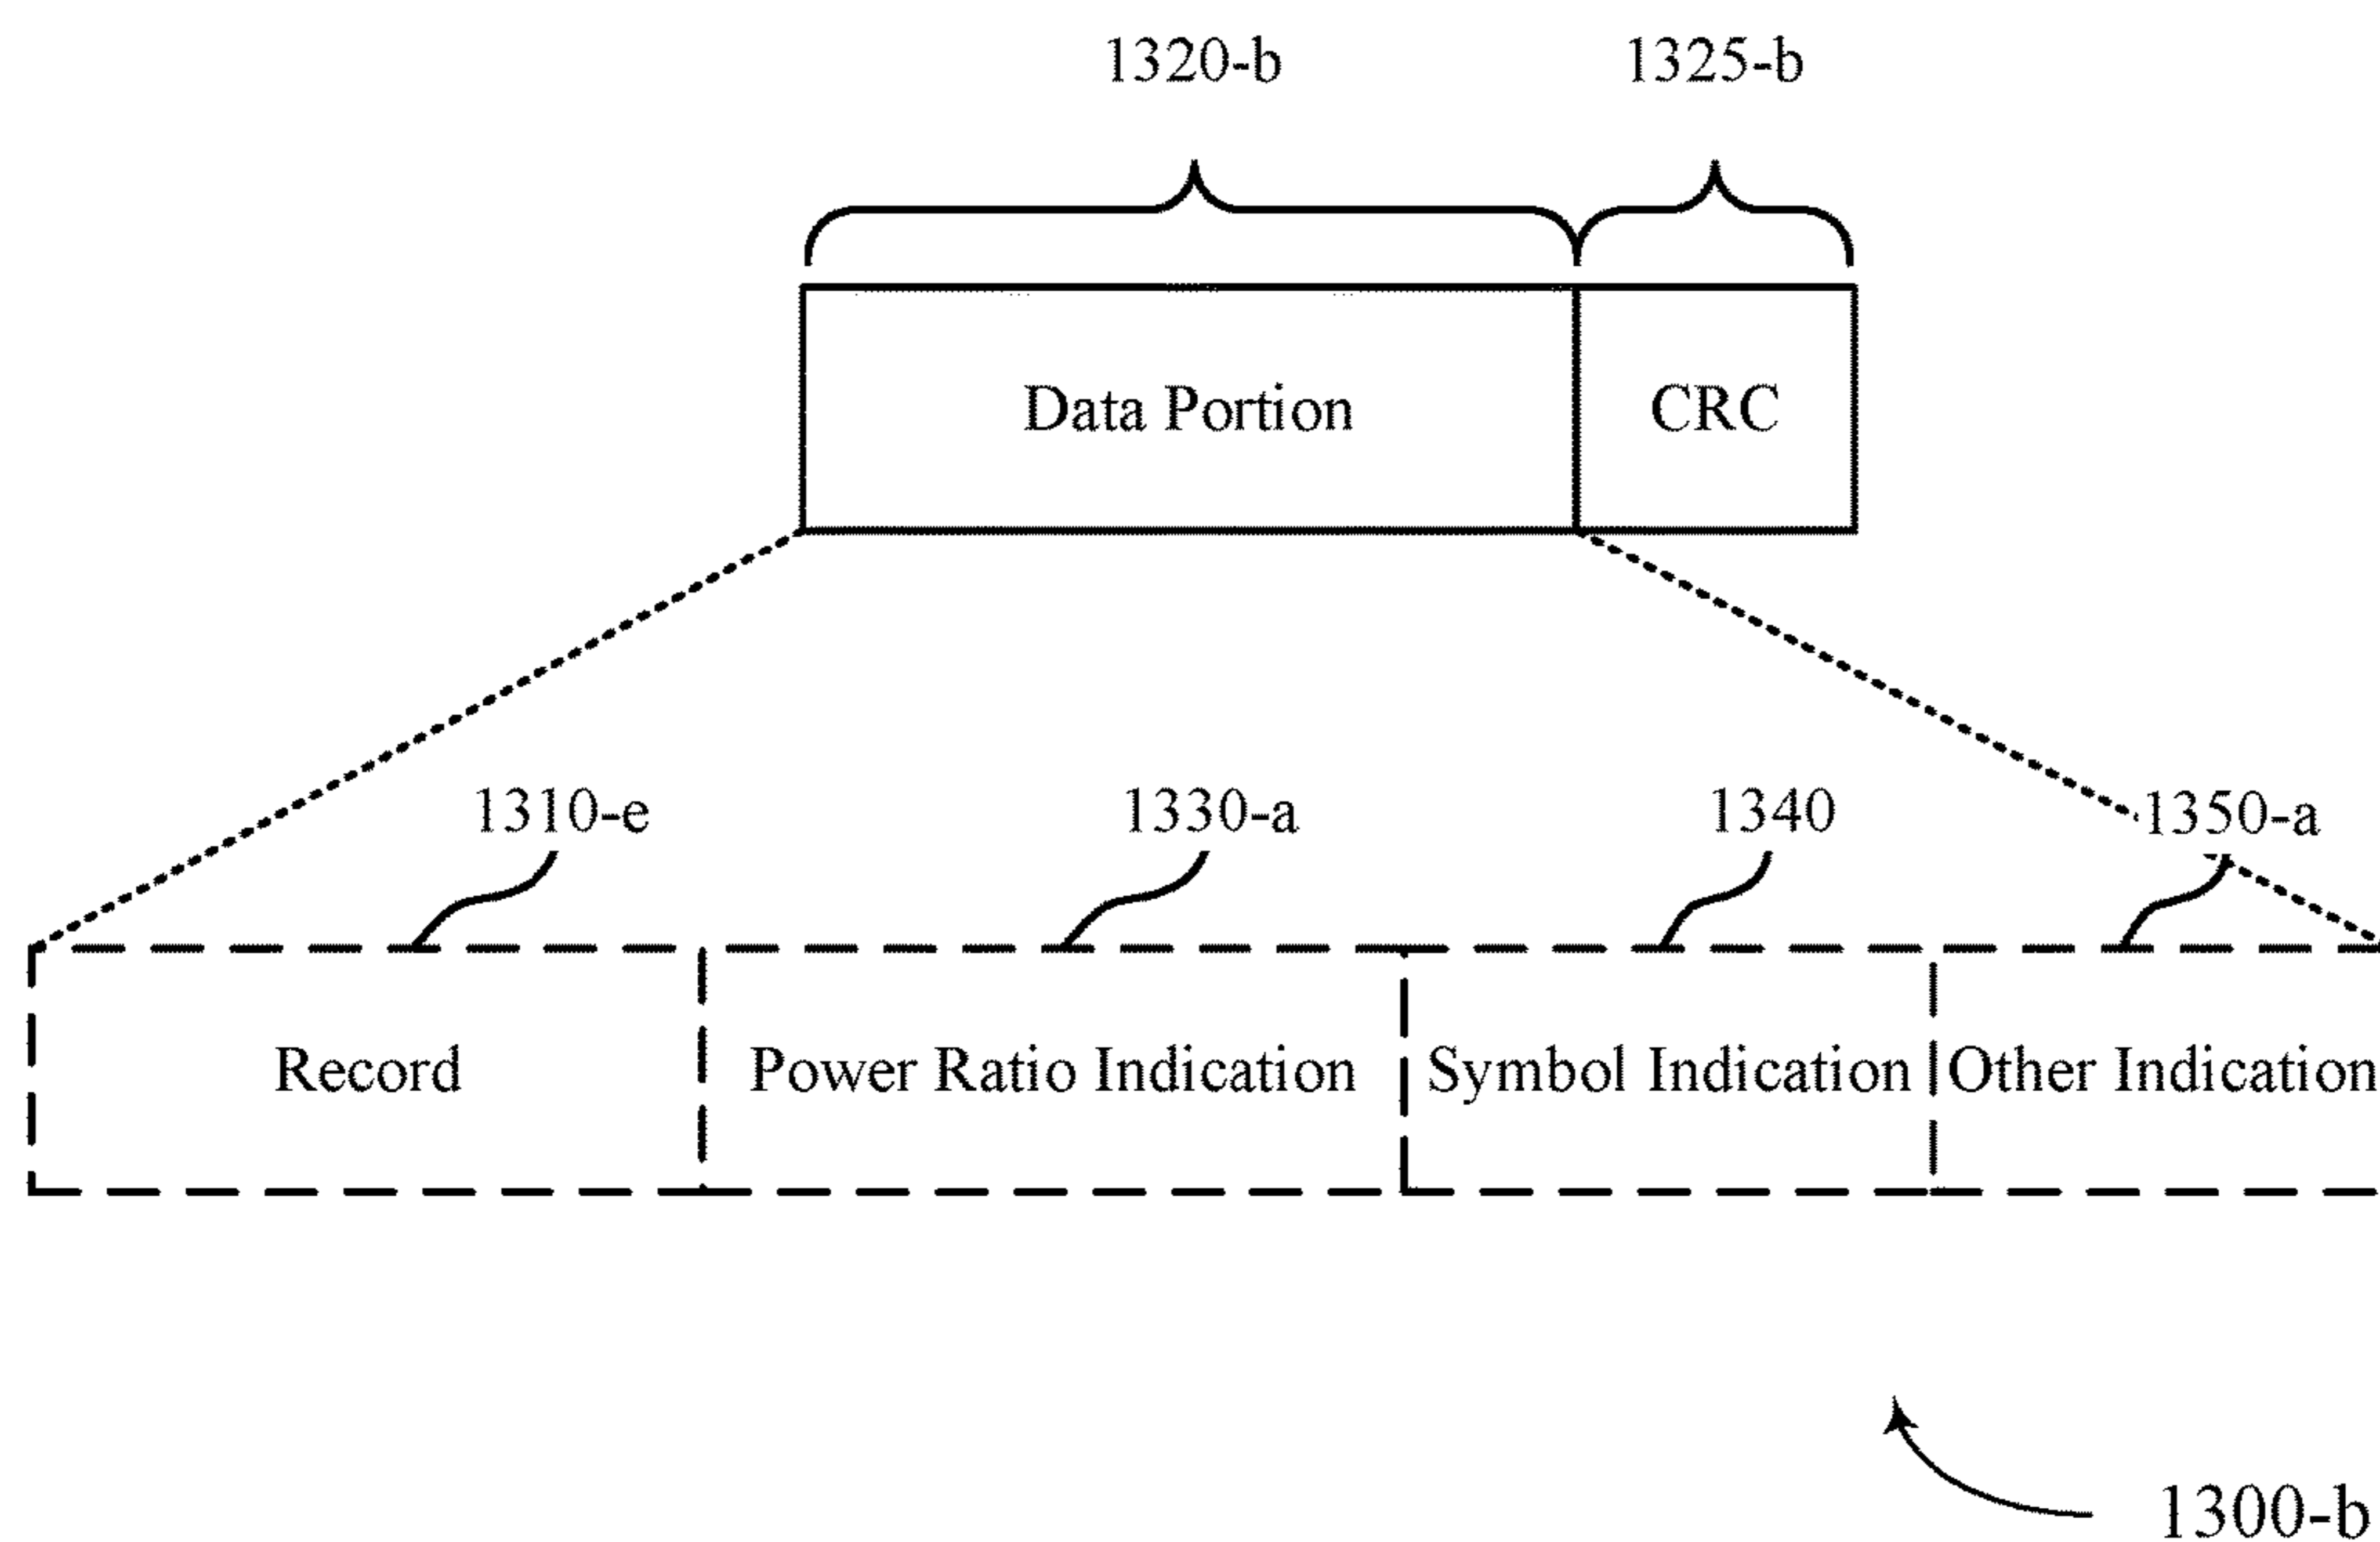 1320-b 1325-b
Data Portion CRC
1310-e 1330-a 1340 1350-a
Record Power Ratio Indication Symbol Indication Other Indication
1300-b